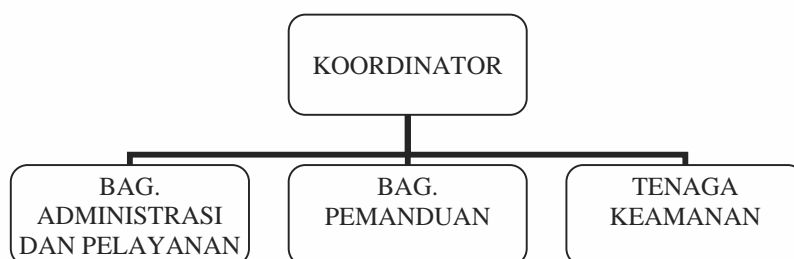 KOORDINATOR
BAG.
ADMINISTRASI
DAN PELAYANAN
BAG.
PEMANDUAN
TENAGA
KEAMANAN